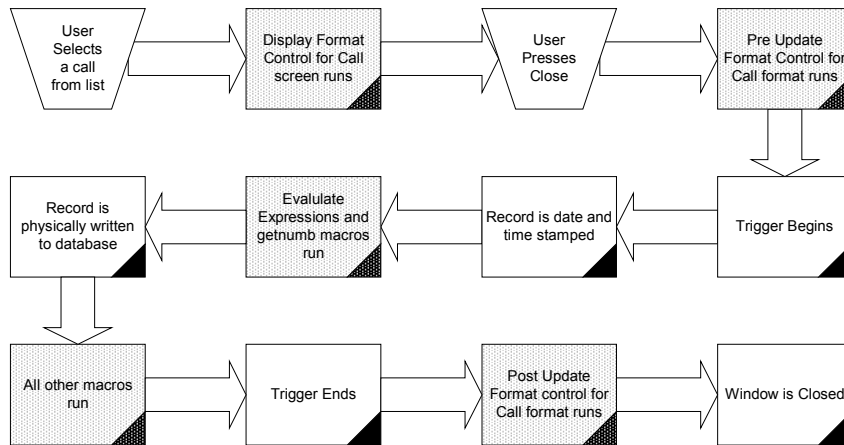 User
Selects
a call
from list
Display Format
Control for Call
screen runs
User
Presses
Close
Pre Update
Format Control for
Call format runs
Trigger Begins
Record is date and
time stamped
Evalulate
Expressions and
getnumb macros
run
Record is
physically written
to database
All other macros
run
Trigger Ends
Post Update
Format control for
Call format runs
Window is Closed